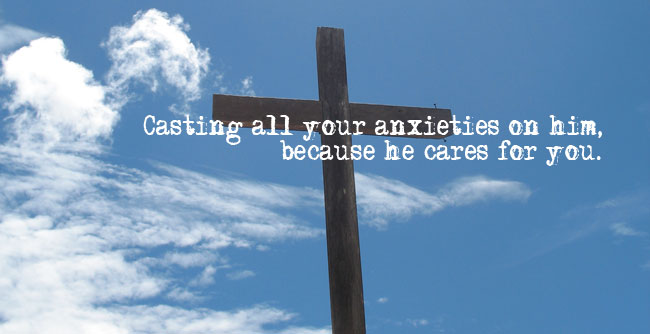 Casting all your anxieties on him,
because he cares for you.